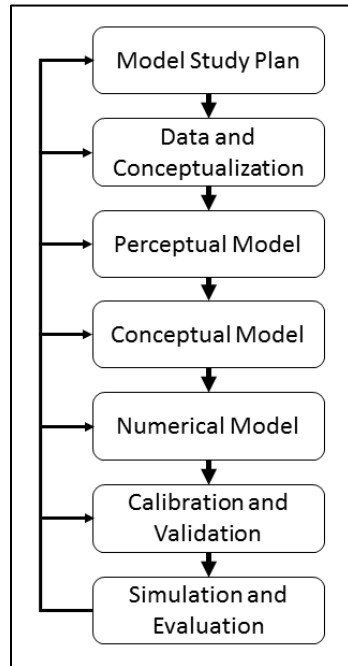 Model Study Plan
Data and
Conceptualization
Perceptual Model
Conceptual Model
Numerical Model
Calibration and
Validation
Simulation and
Evaluation